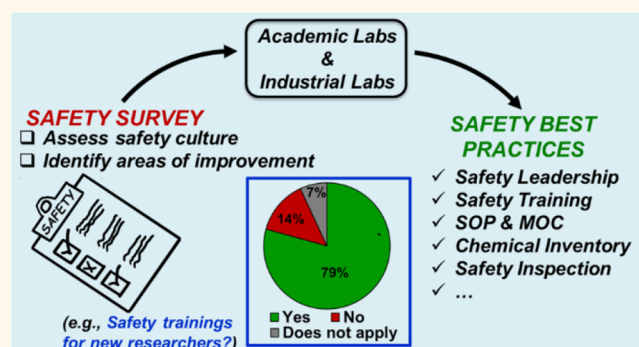 Academic Labs
&
Industrial Labs
SAFETY SURVEY
❑ Assess safety culture
❑ Identify areas of improvement
SAFETY
7%
14%
79%
Yes
No
Does not apply
(e.g., Safety trainings
for new researchers?)
SAFETY BEST
PRACTICES
✓ Safety Leadership
✓ Safety Training
✓ SOP & MOC
✓ Chemical Inventory
✓ Safety Inspection
✓ ...